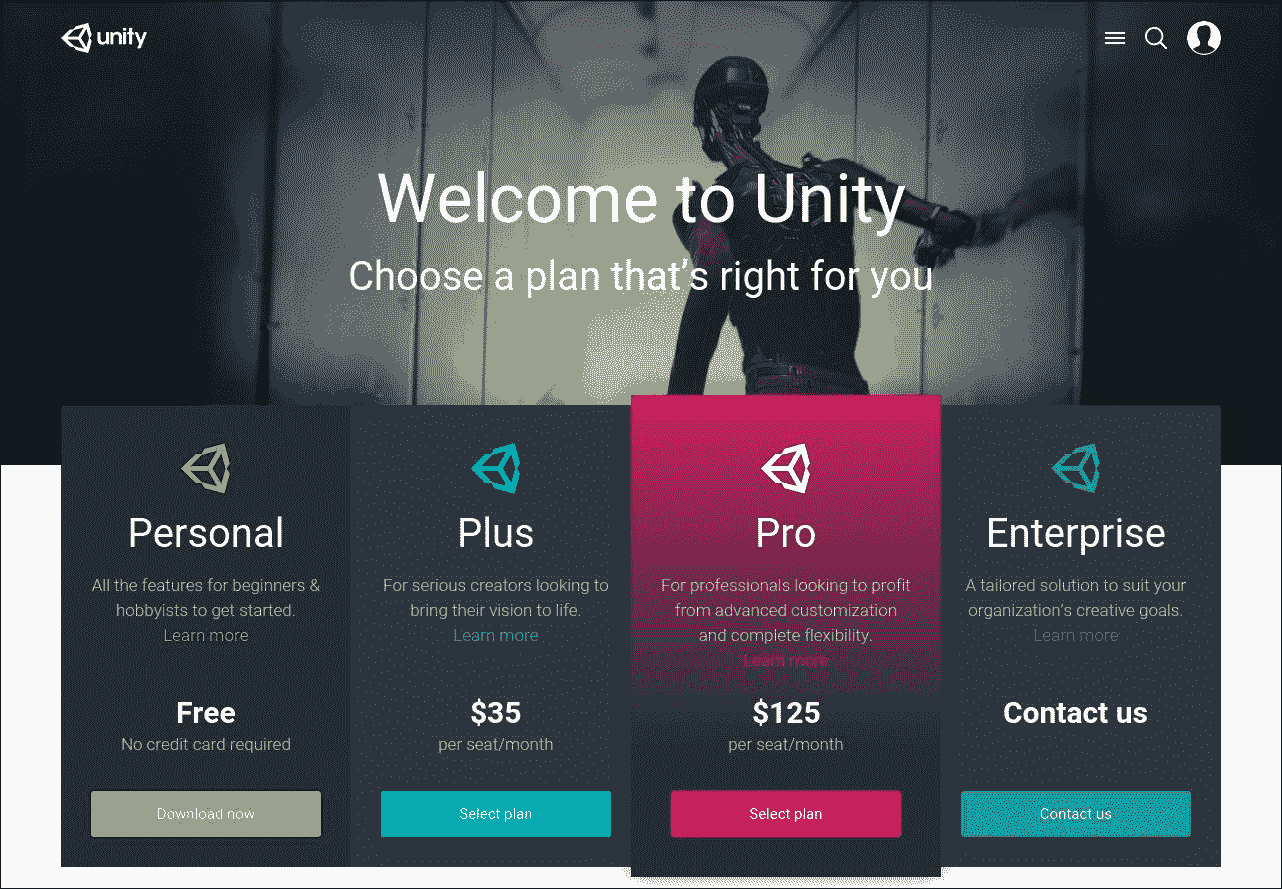 unity
Welcome to Unity
Choose a plan that's right for you
Personal
All the features for beginners &
hobbyists to get started.
Learn more
Free
No credit card required
Download now
Plus
For serious creators looking to
bring their vision to life.
Learn more
$35
per seat/month
Select plan
Pro
For professionals looking to profit
from advanced customization
and complete flexibility.
Learn more
$125
per seat/month
Select plan
Enterprise
A tailored solution to suit your
organization's creative goals.
Learn more
Contact us
Contact us